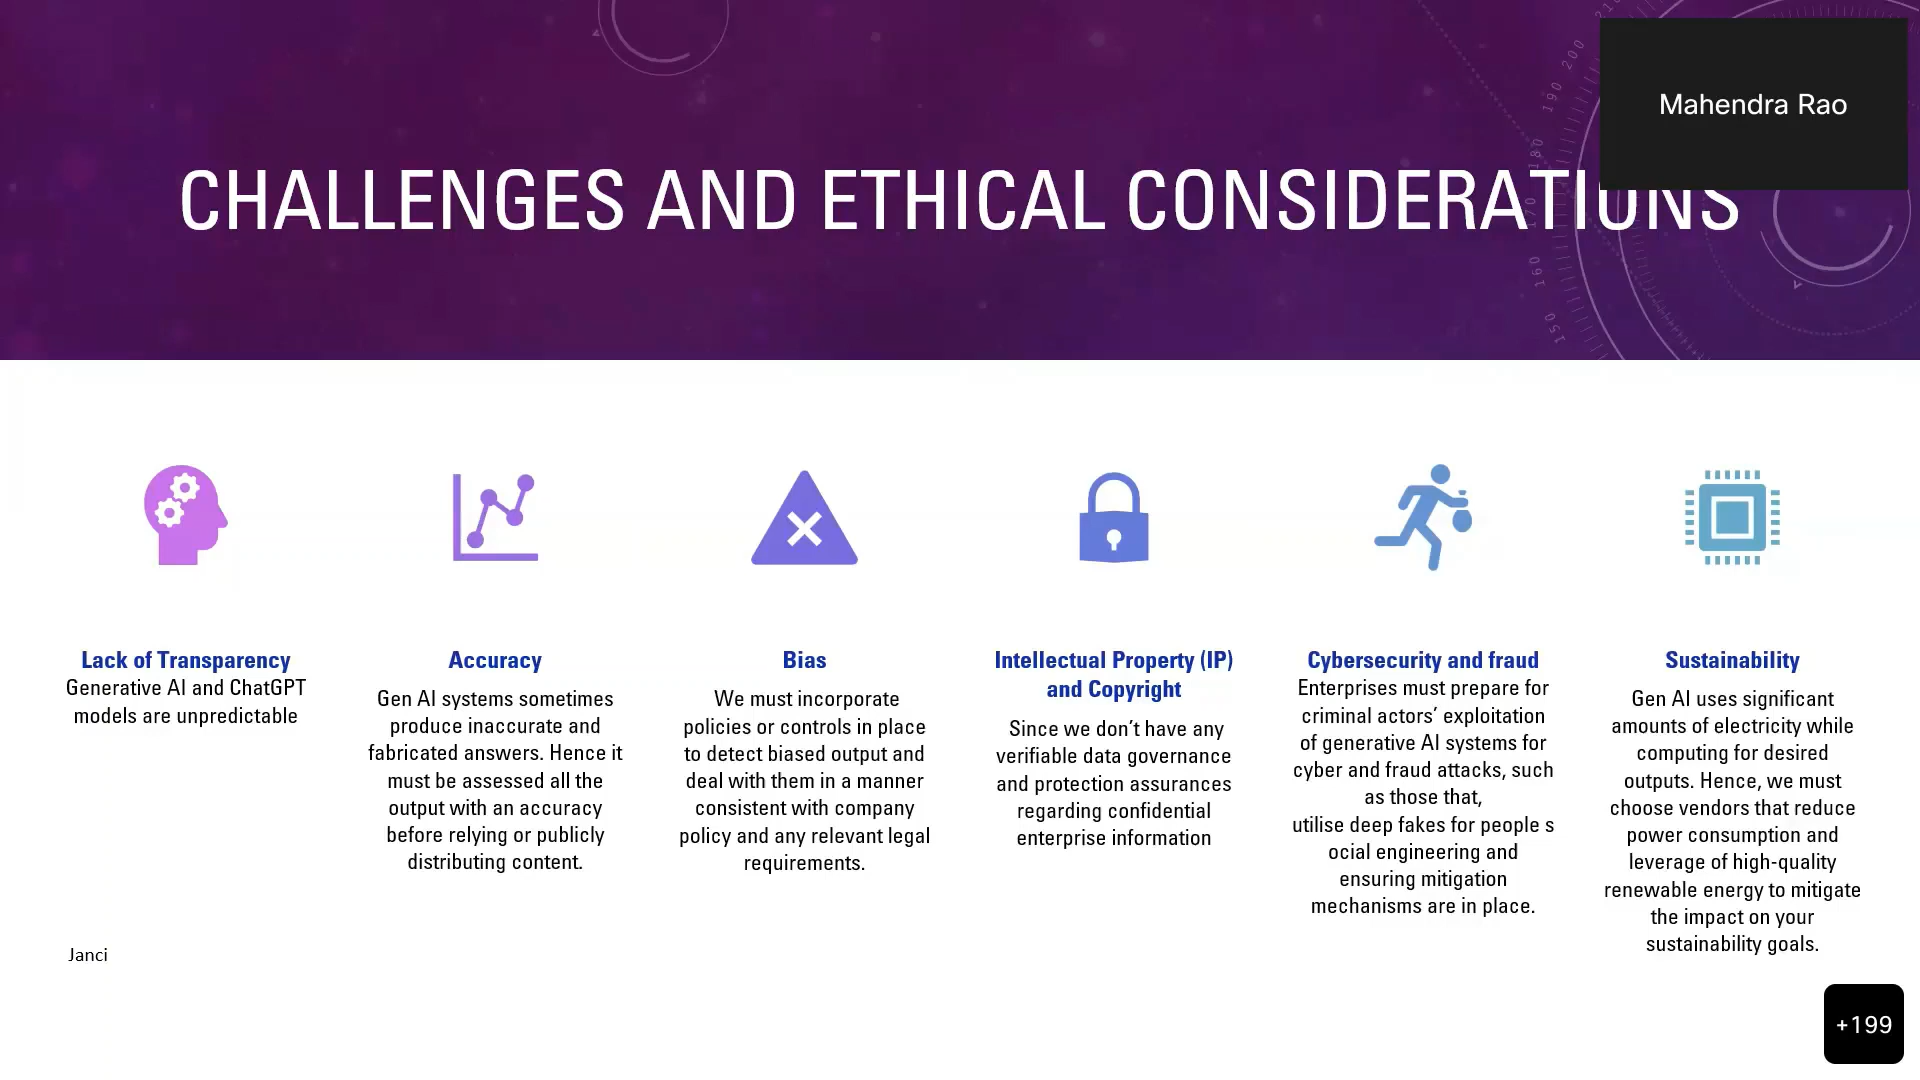 Mahendra Rao
CHALLENGES AND ETHICAL CONSIDERATIONS
Lack of Transparency
Generative AI and ChatGPT
models are unpredictable
Accuracy
Gen AI systems sometimes
produce inaccurate and
fabricated answers. Hence it
must be assessed all the
output with an accuracy
before relying or publicly
distributing content.
Bias
We must incorporate
policies or controls in place
to detect biased output and
deal with them in a manner
consistent with company
policy and any relevant legal
requirements.
Intellectual Property (IP)
and Copyright
Since we don’t have any
verifiable data governance
and protection assurances
regarding confidential
enterprise information
Cybersecurity and fraud
Enterprises must prepare for
criminal actors’ exploitation
of generative AI systems for
cyber and fraud attacks, such
as those that,
utilise deep fakes for people s
ocial engineering and
ensuring mitigation
mechanisms are in place.
Sustainability
Gen AI uses significant
amounts of electricity while
computing for desired
outputs. Hence, we must
choose vendors that reduce
power consumption and
leverage of high-quality
renewable energy to mitigate
the impact on your
sustainability goals.
Janci
+199
150
160
170
180
190
200